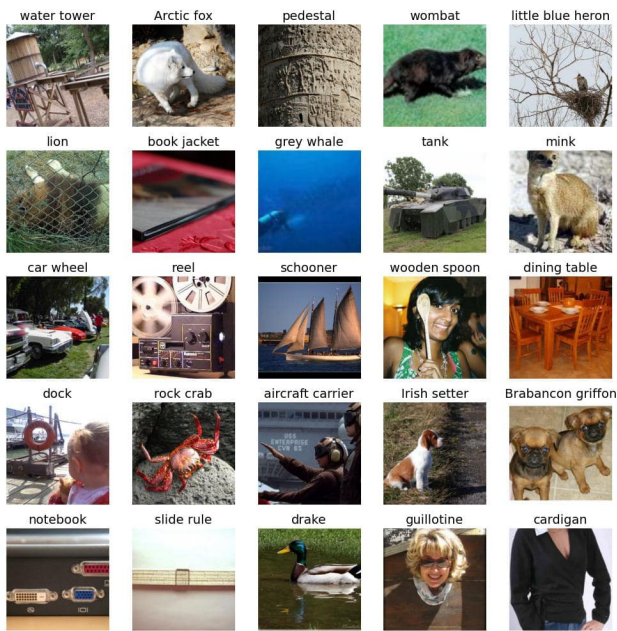 water tower
Arctic fox
pedestal
wombat
little blue heron
lion
book jacket
grey whale
tank
mink
car wheel
reel
schooner
wooden spoon
dining table
dock
rock crab
aircraft carrier
Irish setter
Brabancon griffon
USS
ENTERPRISE
CVN 65
notebook
slide rule
drake
guillotine
cardigan